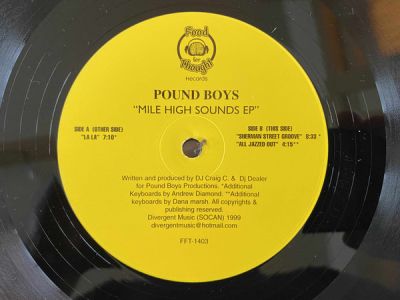 Food
for
Thought
Records
POUND BOYS
"MILE HIGH SOUNDS EP"
SIDE A (OTHER SIDE)
"LA LA" 7:10*
SIDE B (THIS SIDE)
"SHERMAN STREET GROOVE" 8:33 *
"ALL JAZZED OUT" 4:15**
Written and produced by DJ Craig C. & Dj Dealer
for Pound Boys Productions. *Additional
Keyboards by Andrew Diamond. **Additional
keyboards by Dana marsh. All copyrights &
publishing reserved.
Divergent Music (SOCAN) 1999
divergentmusic@hotmail.com
FFT-1403